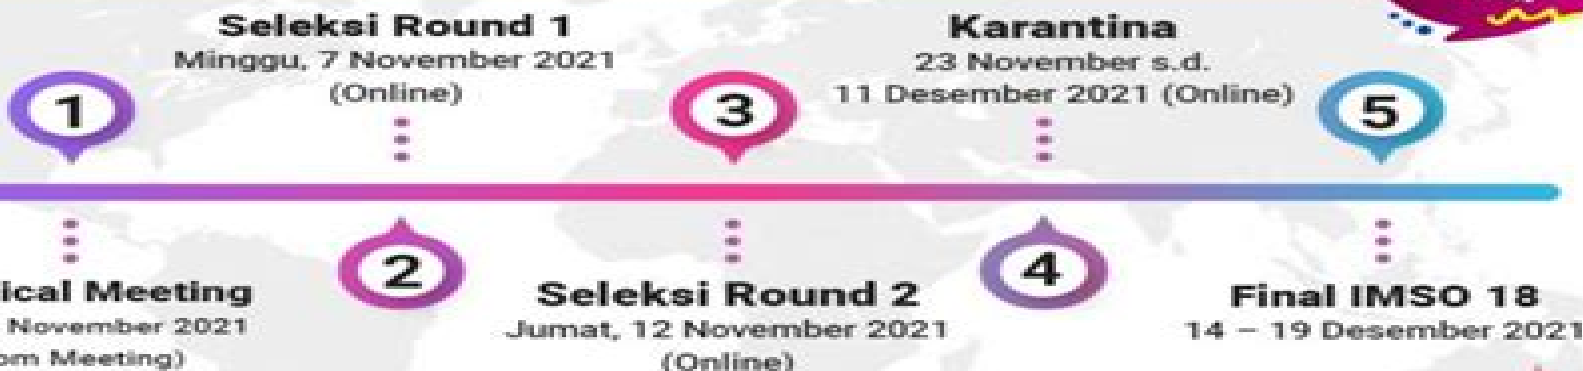 Seleksi Round 1
Minggu, 7 November 2021
(Online)
Karantina
23 November s.d.
11 Desember 2021 (Online)
1
3
5
2
4
ical Meeting
November 2021
om Meeting)
Seleksi Round 2
Jumat, 12 November 2021
(Online)
Final IMSO 18
14 – 19 Desember 2021